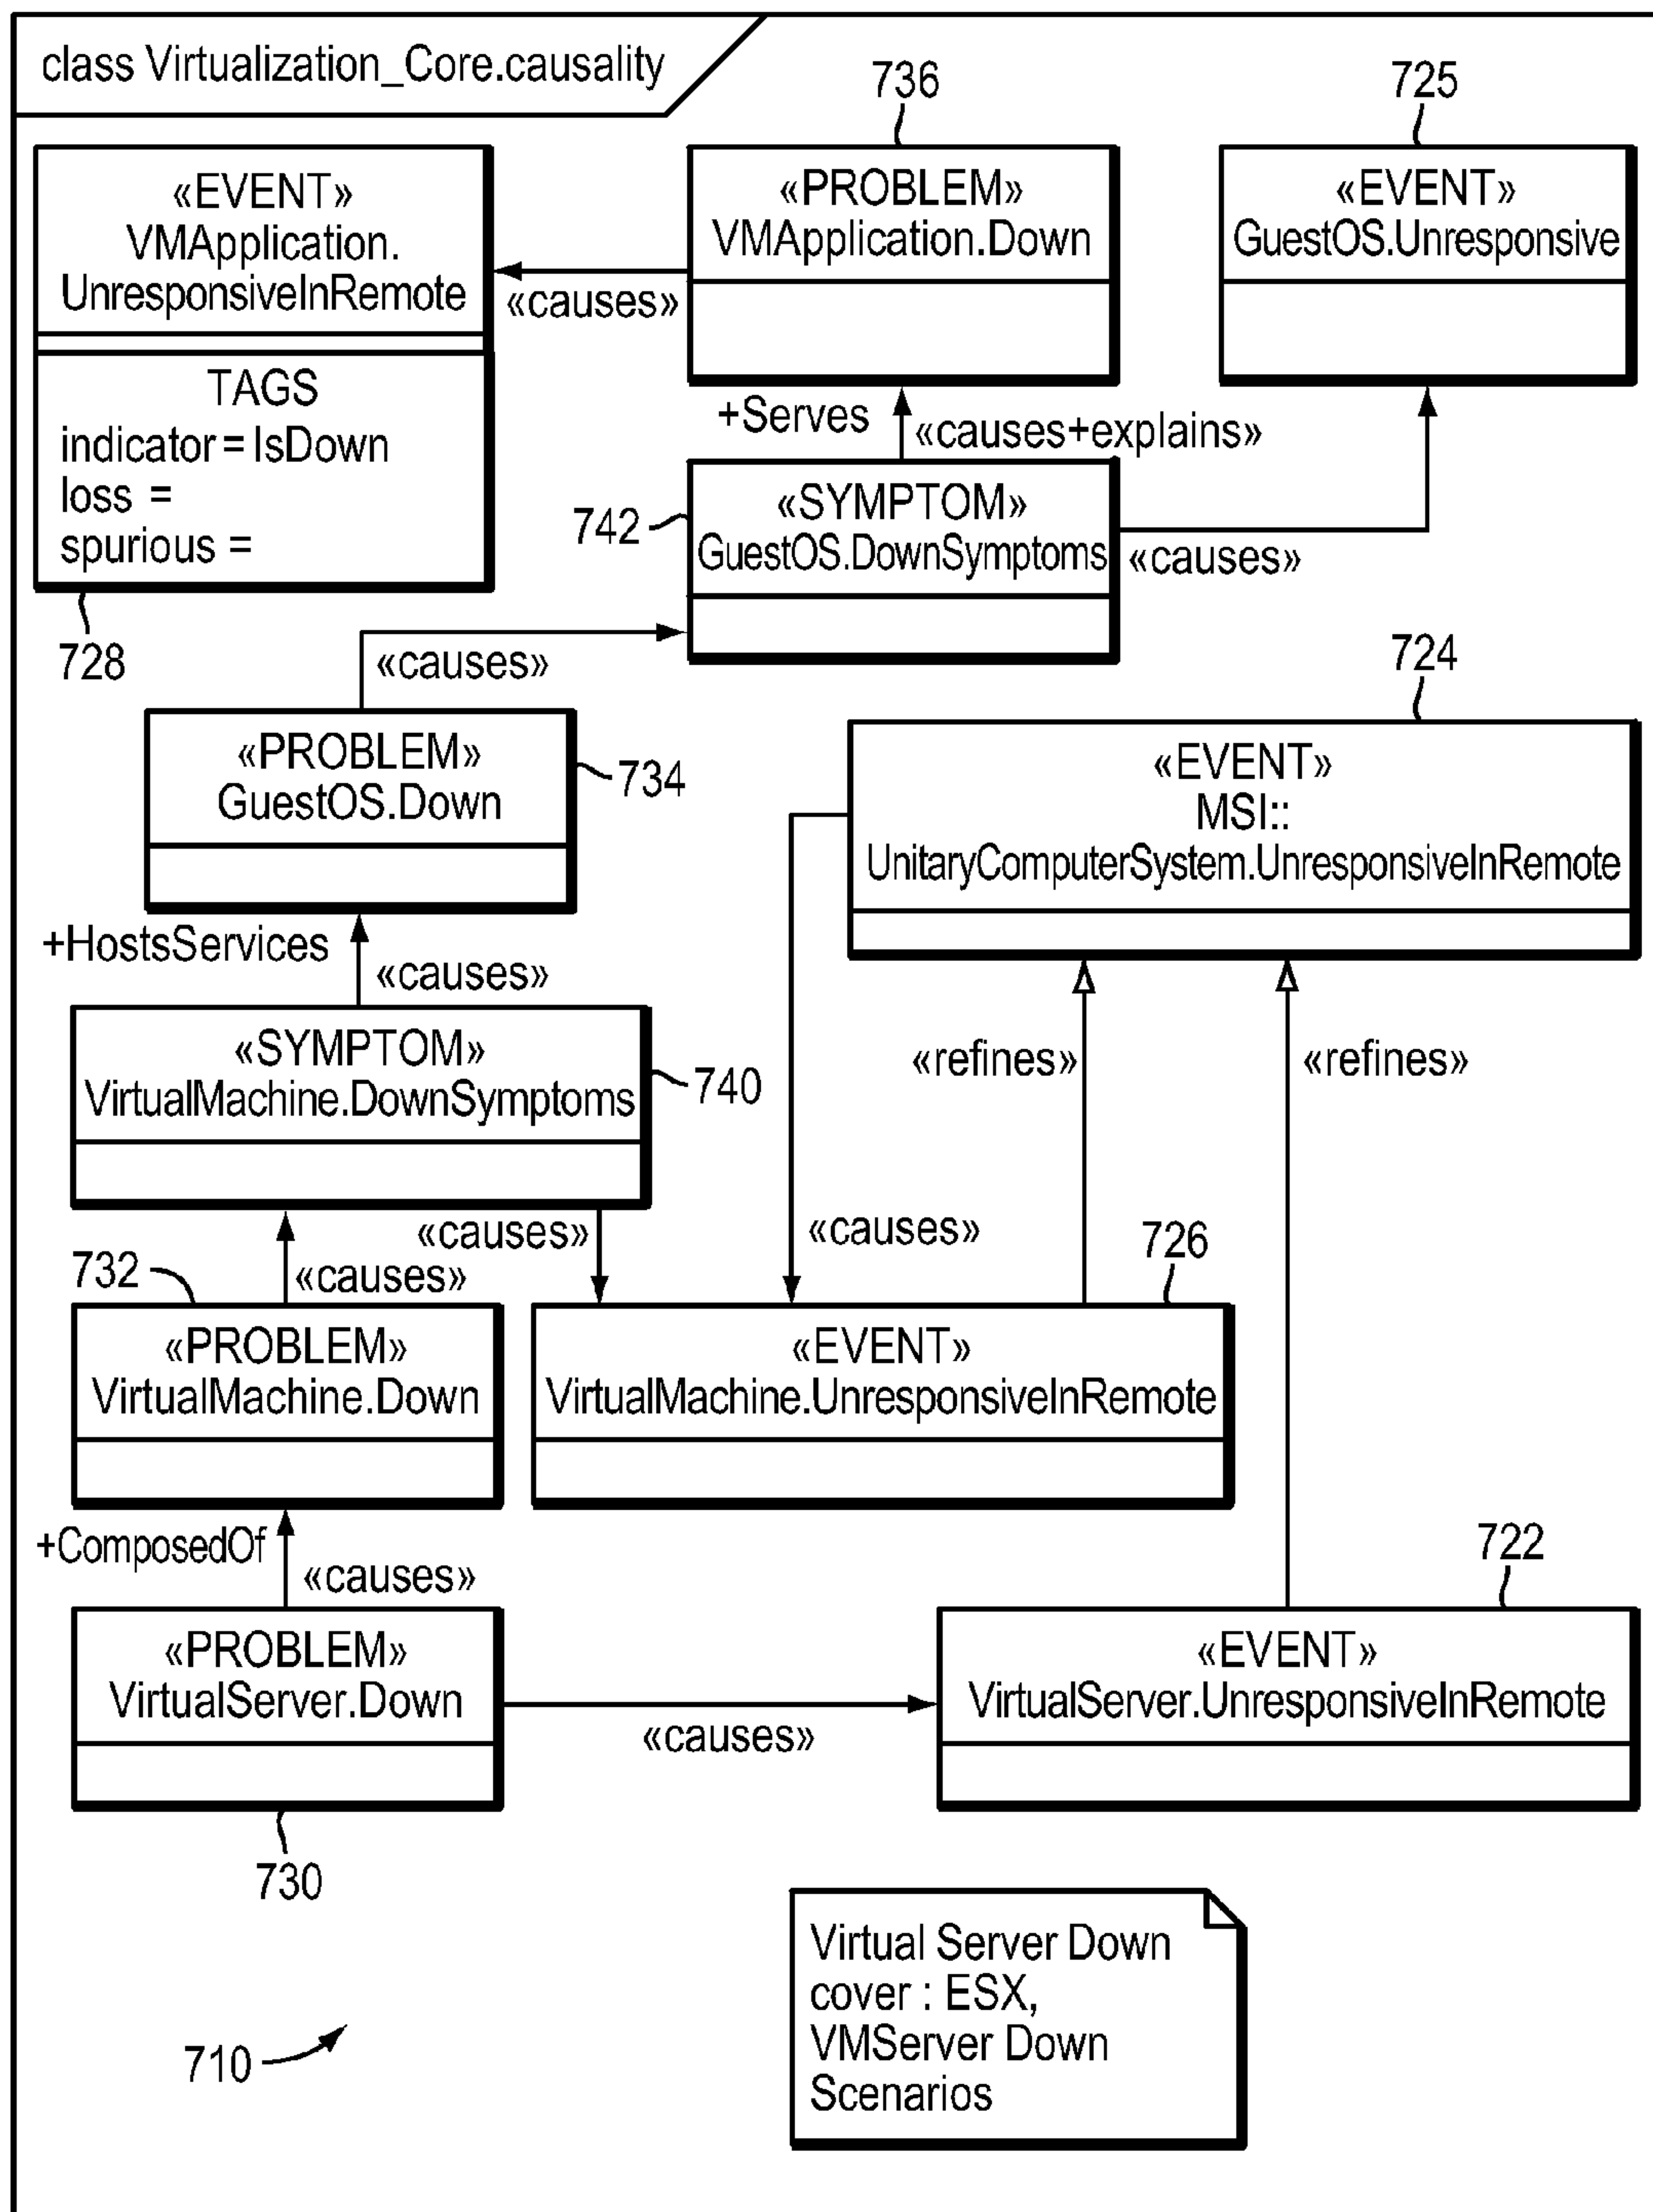 class Virtualization_Core.causality
736
725
«EVENT»
VMApplication.
UnresponsiveInRemote
TAGS
indicator = IsDown
loss =
spurious =
728
«PROBLEM»
VMApplication.Down
«causes»
«EVENT»
GuestOS.Unresponsive
+Serves
«causes+explains»
742
«SYMPTOM»
GuestOS.DownSymptoms
«causes»
«causes»
724
«PROBLEM»
GuestOS.Down
734
«EVENT»
MSI::
UnitaryComputerSystem.UnresponsiveInRemote
+HostsServices
«causes»
«SYMPTOM»
VirtualMachine.DownSymptoms
740
«refines»
«refines»
«causes»
«causes»
726
732
«causes»
«PROBLEM»
VirtualMachine.Down
«EVENT»
VirtualMachine.UnresponsiveInRemote
+ComposedOf
«causes»
722
«PROBLEM»
VirtualServer.Down
«causes»
«EVENT»
VirtualServer.UnresponsiveInRemote
730
Virtual Server Down
cover : ESX,
VMServer Down
Scenarios
710